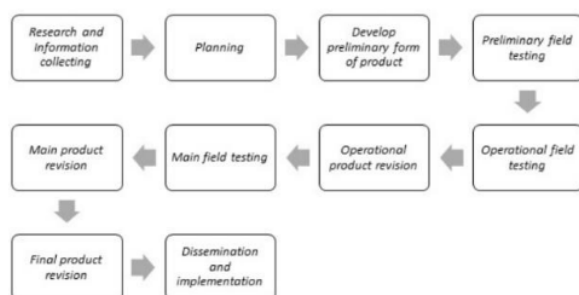 Research and
information
collecting
Planning
Develop
preliminary form
of product
Preliminary field
testing
Operational field
testing
Operational
product revision
Main field testing
Main product
revision
Final product
revision
Dissemination
and
implementation